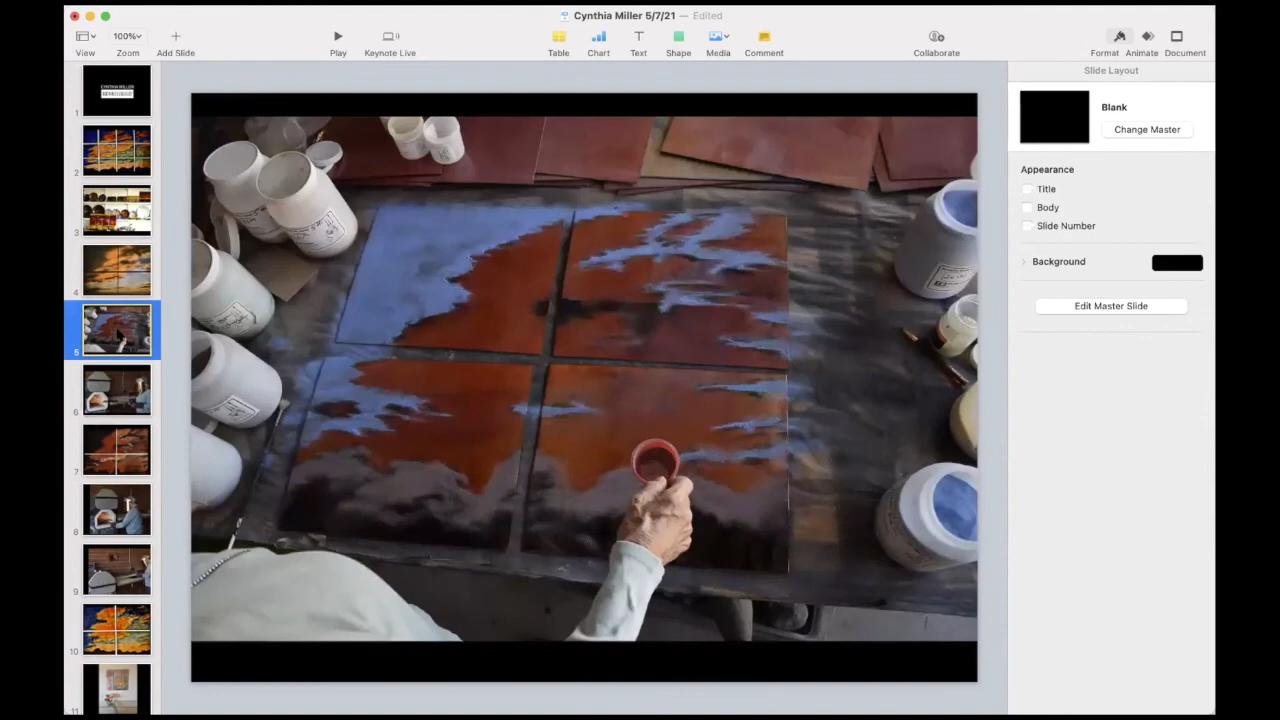 Cynthia Miller 5/7/21 — Edited
100%
View
Zoom
Add Slide
Play
Keynote Live
Table
Chart
Text
Shape
Media
Comment
Collaborate
Format
Animate
Document
Slide Layout
Blank
Change Master
Appearance
Title
Body
Slide Number
Background
Edit Master Slide
CYNTHIA MILLER
1
2
3
4
5
6
7
8
9
10
11